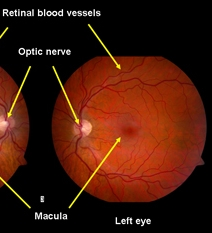 Retinal blood vessels
Optic nerve
E
Macula
Left eye